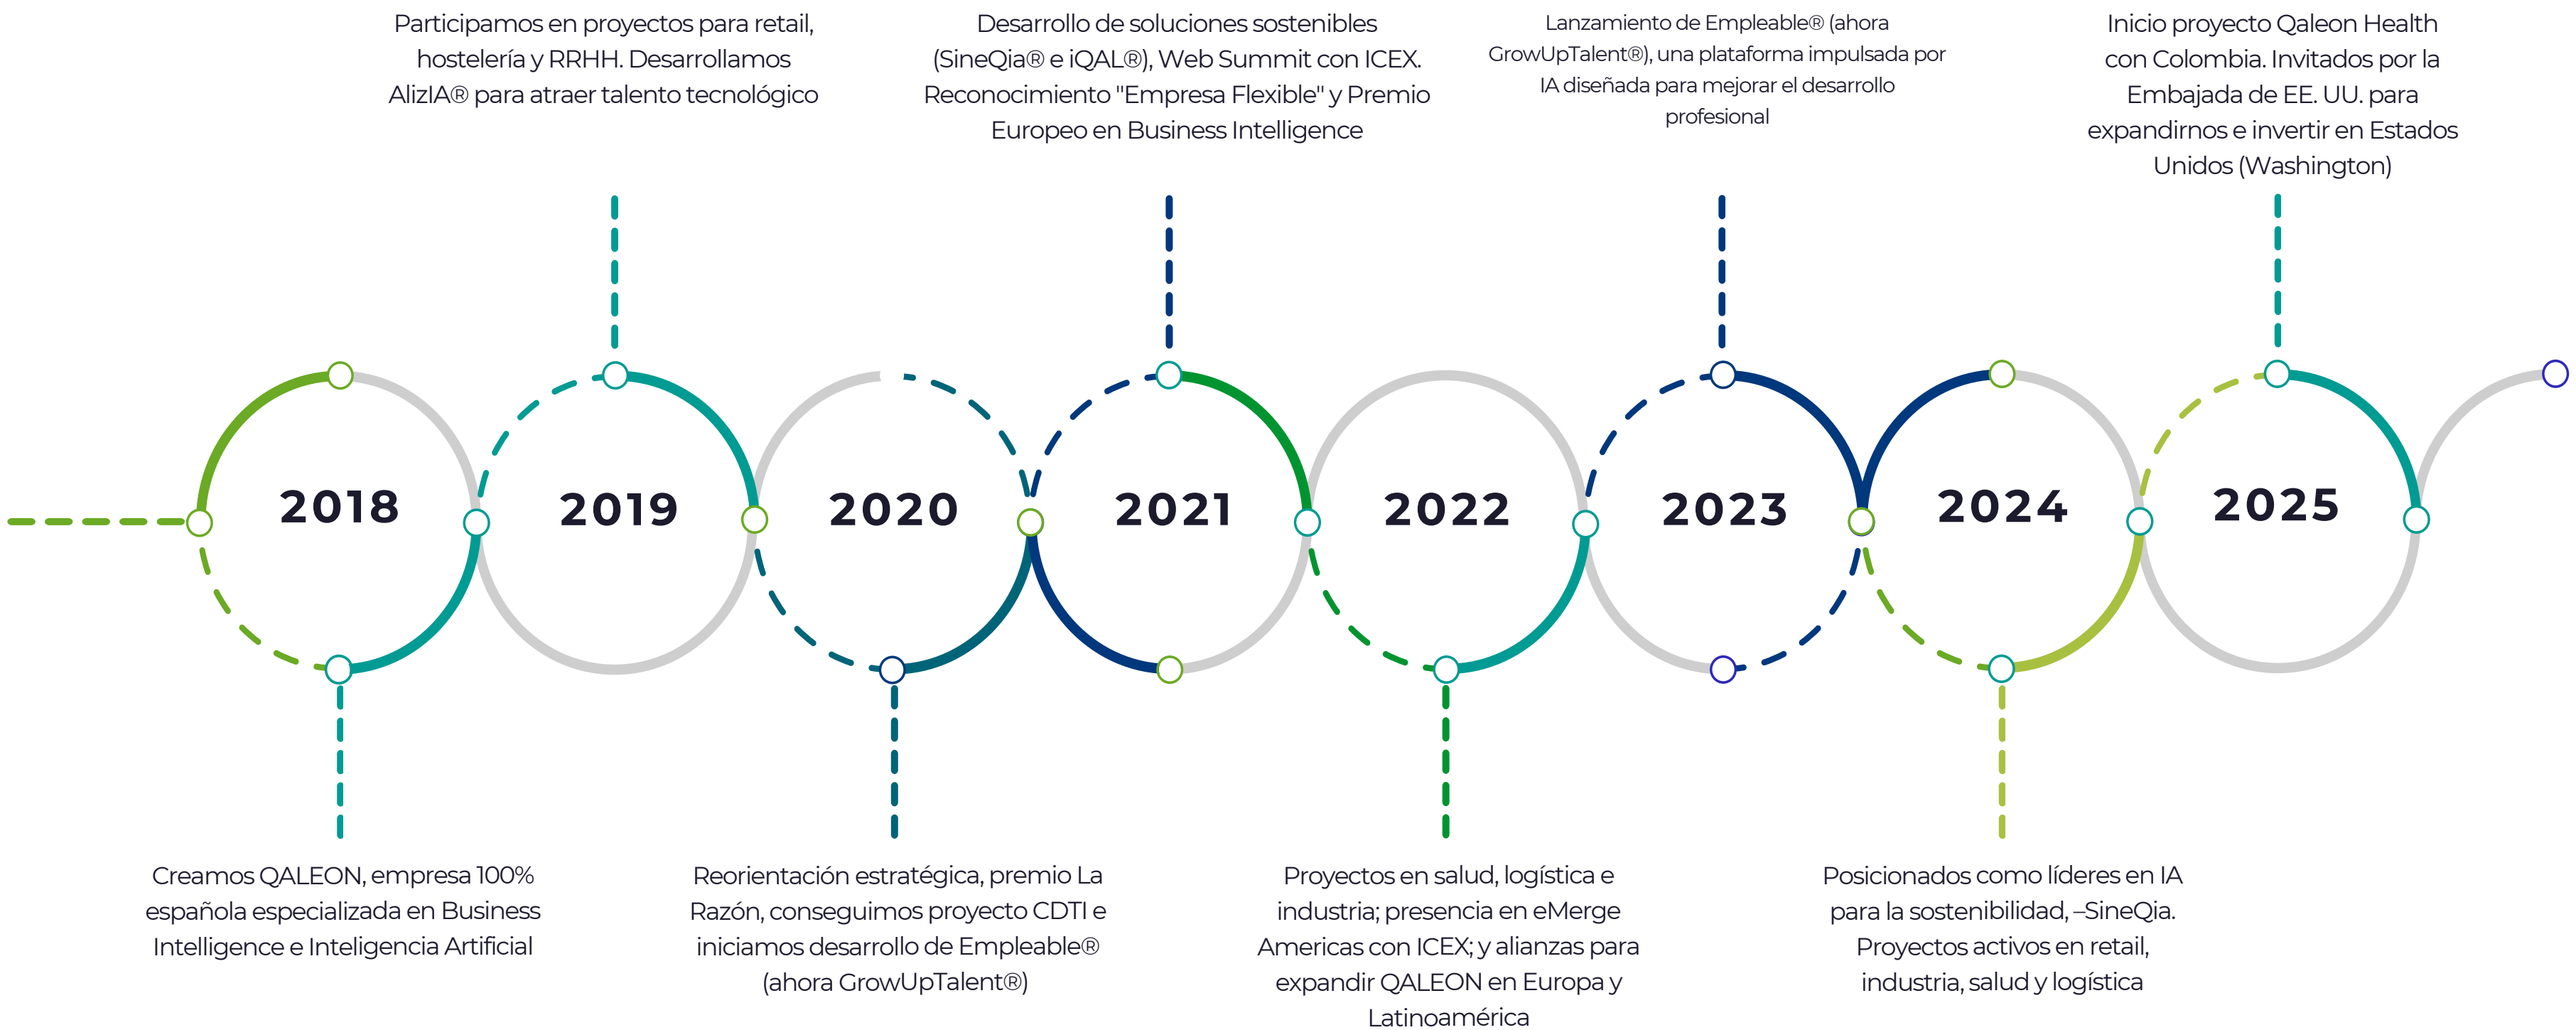 Participamos en proyectos para retail,
hostelería y RRHH. Desarrollamos
AlizIA® para atraer talento tecnológico
Desarrollo de soluciones sostenibles
(SineQia® e iQAL®), Web Summit con ICEX.
Reconocimiento "Empresa Flexible" y Premio
Europeo en Business Intelligence
Lanzamiento de Empleable® (ahora
GrowUpTalent®), una plataforma impulsada por
IA diseñada para mejorar el desarrollo
profesional
Inicio proyecto Qaleon Health
con Colombia. Invitados por la
Embajada de EE. UU. para
expandirnos e invertir en Estados
Unidos (Washington)
2018
2019
2020
2021
2022
2023
2024
2025
Creamos QALEON, empresa 100%
española especializada en Business
Intelligence e Inteligencia Artificial
Reorientación estratégica, premio La
Razón, conseguimos proyecto CDTI e
iniciamos desarrollo de Empleable®
(ahora GrowUpTalent®)
Proyectos en salud, logística e
industria; presencia en eMerge
Americas con ICEX; y alianzas para
expandir QALEON en Europa y
Latinoamérica
Posicionados como líderes en IA
para la sostenibilidad, –SineQia.
Proyectos activos en retail,
industria, salud y logística